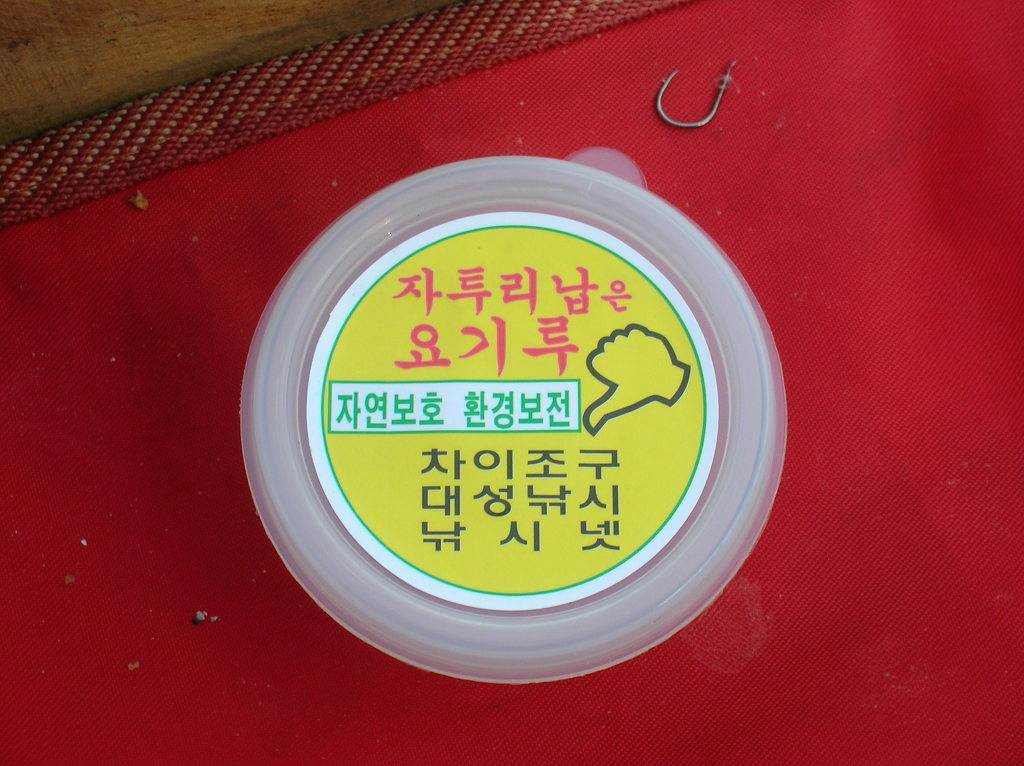 자투리 납은
요기루
자연보호 환경보전
차이조구
대성낚시
낚시넷